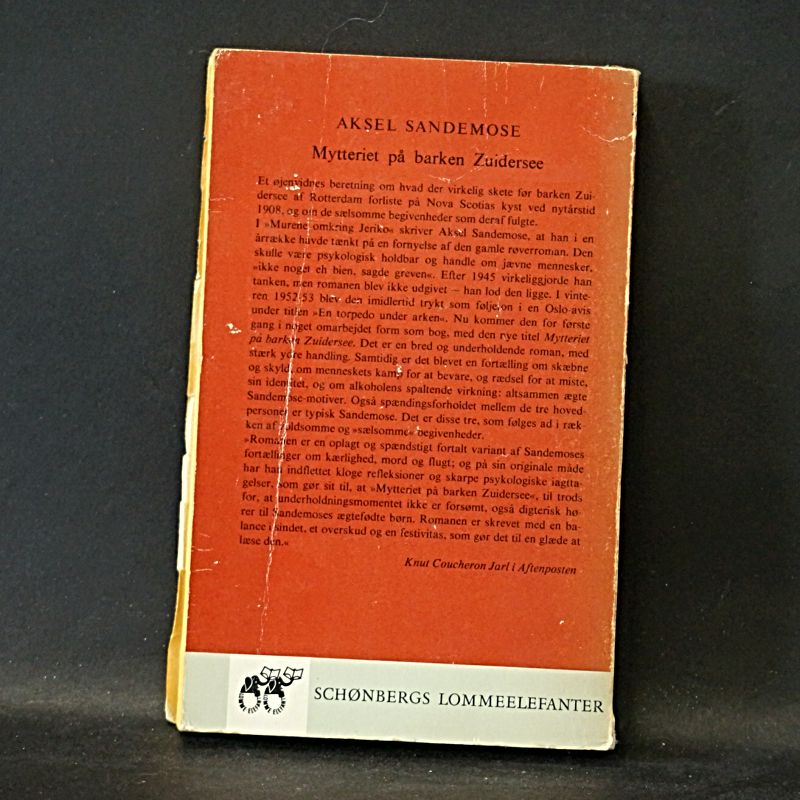 AKSEL SANDEMOSE
Mytteriet på barken Zuidersee
Et øjenvidnes beretning om hvad der virkelig skete før barken Zui-
dersee af Rotterdam forliste på Nova Scotias kyst ved nytårstid
1908, og om de sælsomme begivenheder som deraf fulgte.
I »Murene omkring Jeriko« skriver Aksel Sandemose, at han i en
årrække havde tænkt på en fornyelse af den gamle røverroman. Den
skulle være psykologisk holdbar og handle om jævne mennesker,
»ikke noget eh bien, sagde greven«. Efter 1945 virkeliggjorde han
tanken, men romanen blev ikke udgivet – han lod den ligge. I vinte-
ren 1952/53 blev den imidlertid trykt som føljeton i en Oslo-avis
under titlen »En torpedo under arken«. Nu kommer den for første
gang i noget omarbejdet form som bog, med den nye titel Mytteriet
på barken Zuidersee. Det er en bred og underholdende roman, med
stærk ydre handling. Samtidig er det blevet en fortælling om skæbne
og skyld, om menneskets kamp for at bevare, og rædsel for at miste,
sin identitet, og om alkoholens spaltende virkning: altsammen ægte
Sandemose-motiver. Også spændingsforholdet mellem de tre hoved-
personer er typisk Sandemose. Det er disse tre, som følges ad i ræk-
ken af voldsomme og »sælsomme« begivenheder.
»Romanen er en oplagt og spændstigt fortalt variant af Sandemoses
fortællinger om kærlighed, mord og flugt; og på sin originale måde
har han indflettet kloge refleksioner og skarpe psykologiske iagtta-
gelser, som gør sit til, at »Mytteriet på barken Zuidersee«, til trods
for, at underholdningsmomentet ikke er forsømt, også digterisk hø-
rer til Sandemoses ægtefødte børn. Romanen er skrevet med en ba-
lance i sindet, et overskud og en festivitas, som gør det til en glæde at
læse den.«
Knut Coucheron Jarl i Aftenposten
SCHØNBERGS LOMMEELEFANTER